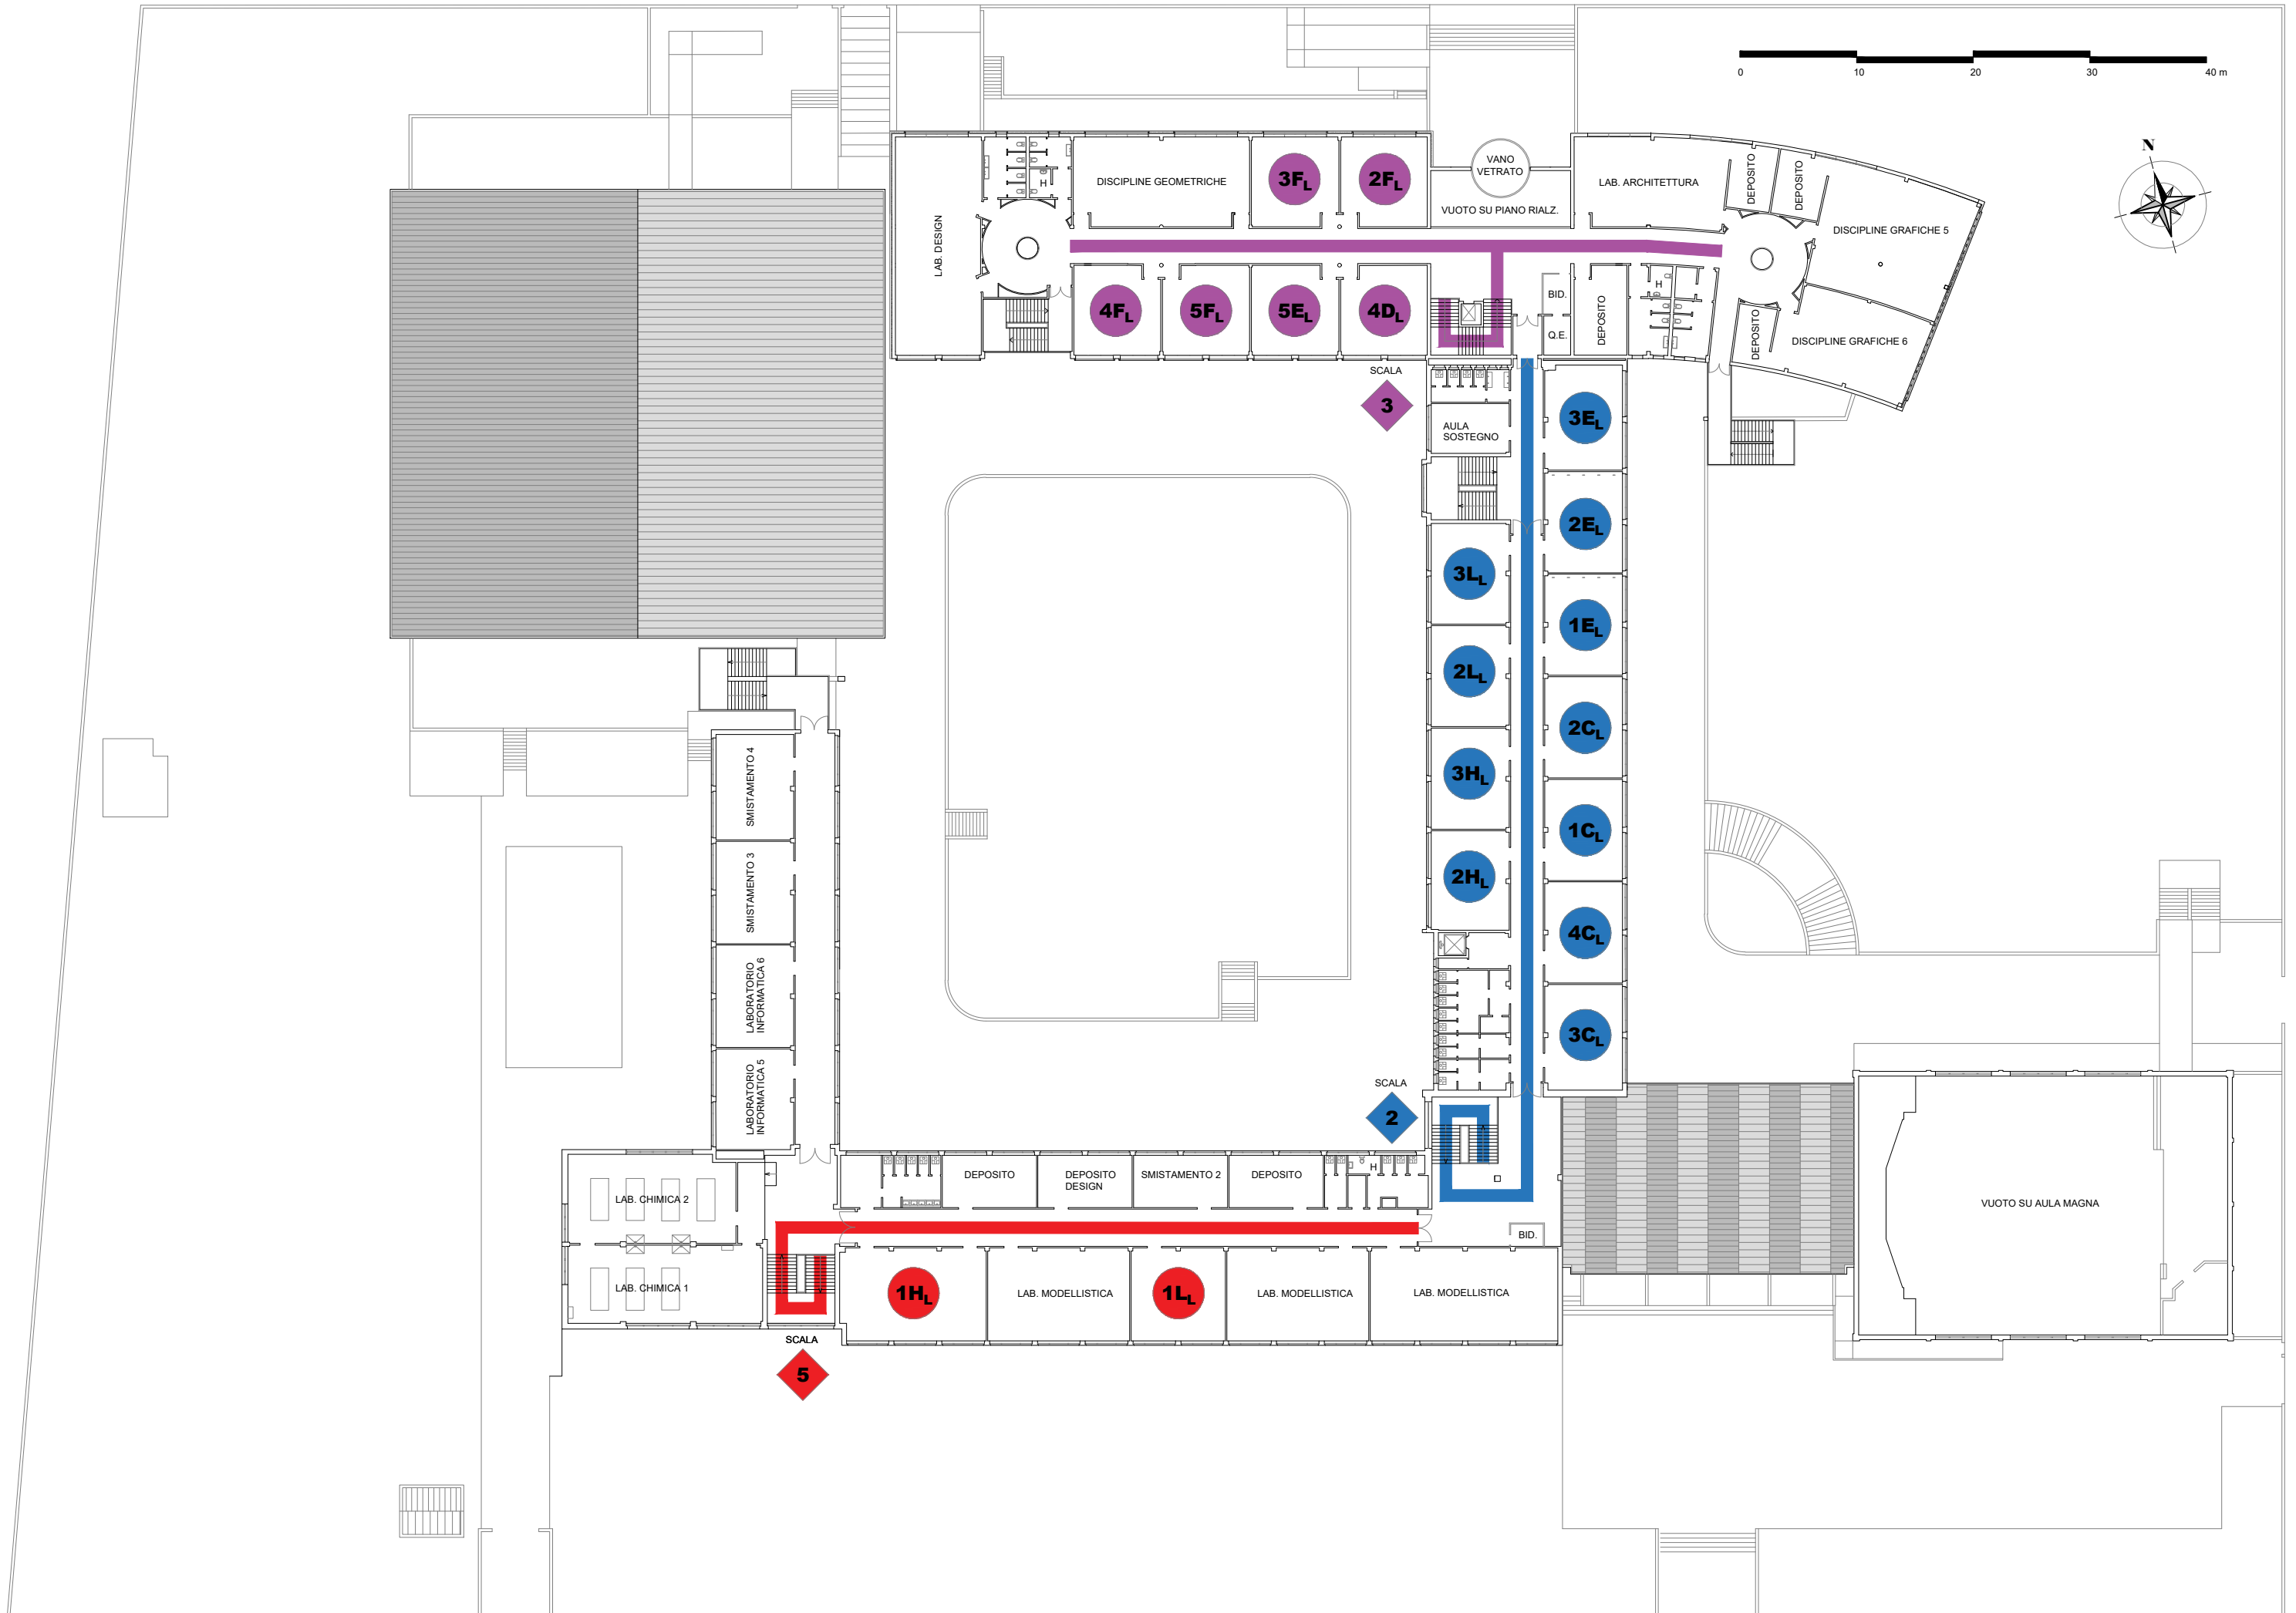 0 10 20 30 40 m
N
VANO
VETRATO
VUOTO SU PIANO RIALZ.
LAB. DESIGN
H
DISCIPLINE GEOMETRICHE
3FL
2FL
LAB. ARCHITETTURA
DEPOSITO
DEPOSITO
DISCIPLINE GRAFICHE 5
4FL
5FL
5EL
4DL
BID.
Q.E.
DEPOSITO
H
DEPOSITO
DISCIPLINE GRAFICHE 6
SCALA
3
AULA
SOSTEGNO
3EL
2EL
3LL
1EL
2LL
2CL
3HL
1CL
2HL
4CL
3CL
SMISTAMENTO 4
SMISTAMENTO 3
LABORATORIO
INFORMATICA 6
LABORATORIO
INFORMATICA 5
SCALA
2
LAB. CHIMICA 2
DEPOSITO
DEPOSITO
DESIGN
SMISTAMENTO 2
DEPOSITO
H
BID.
VUOTO SU AULA MAGNA
LAB. CHIMICA 1
1HL
LAB. MODELLISTICA
1LL
LAB. MODELLISTICA
LAB. MODELLISTICA
SCALA
5